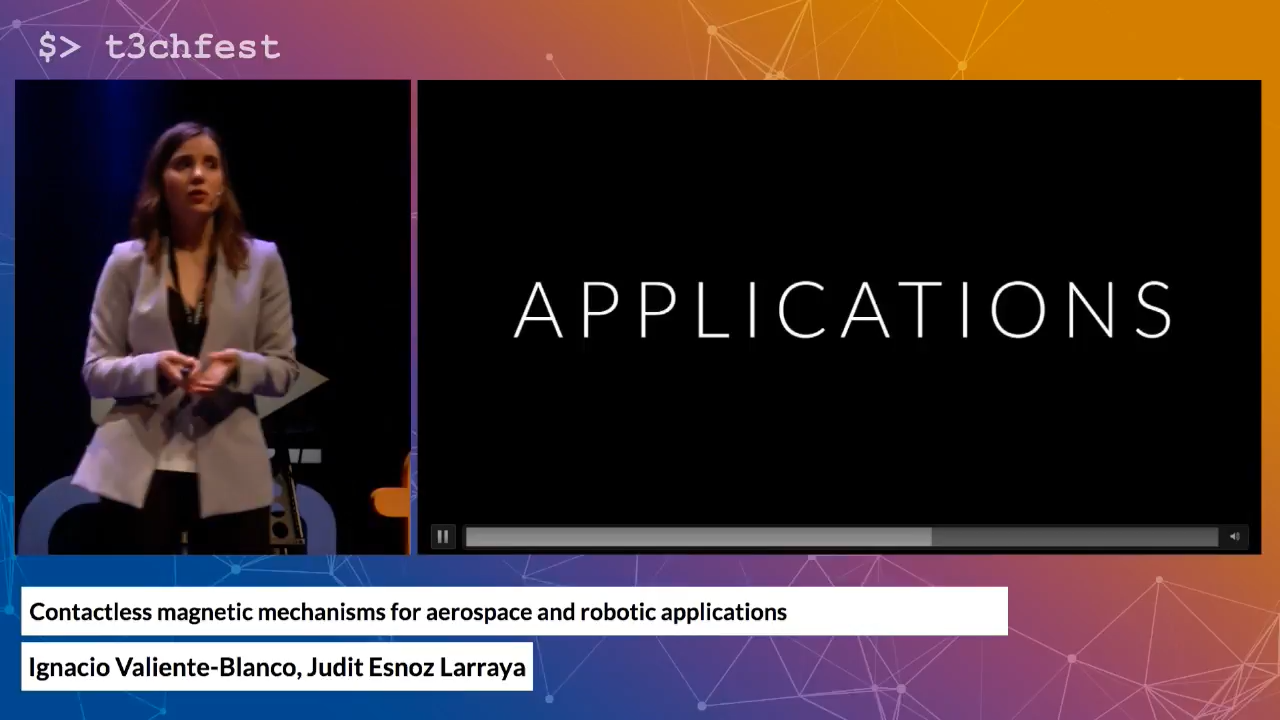 $> t3chfest
APPLICATIONS
Contactless magnetic mechanisms for aerospace and robotic applications
Ignacio Valiente-Blanco, Judit Esnoz Larraya